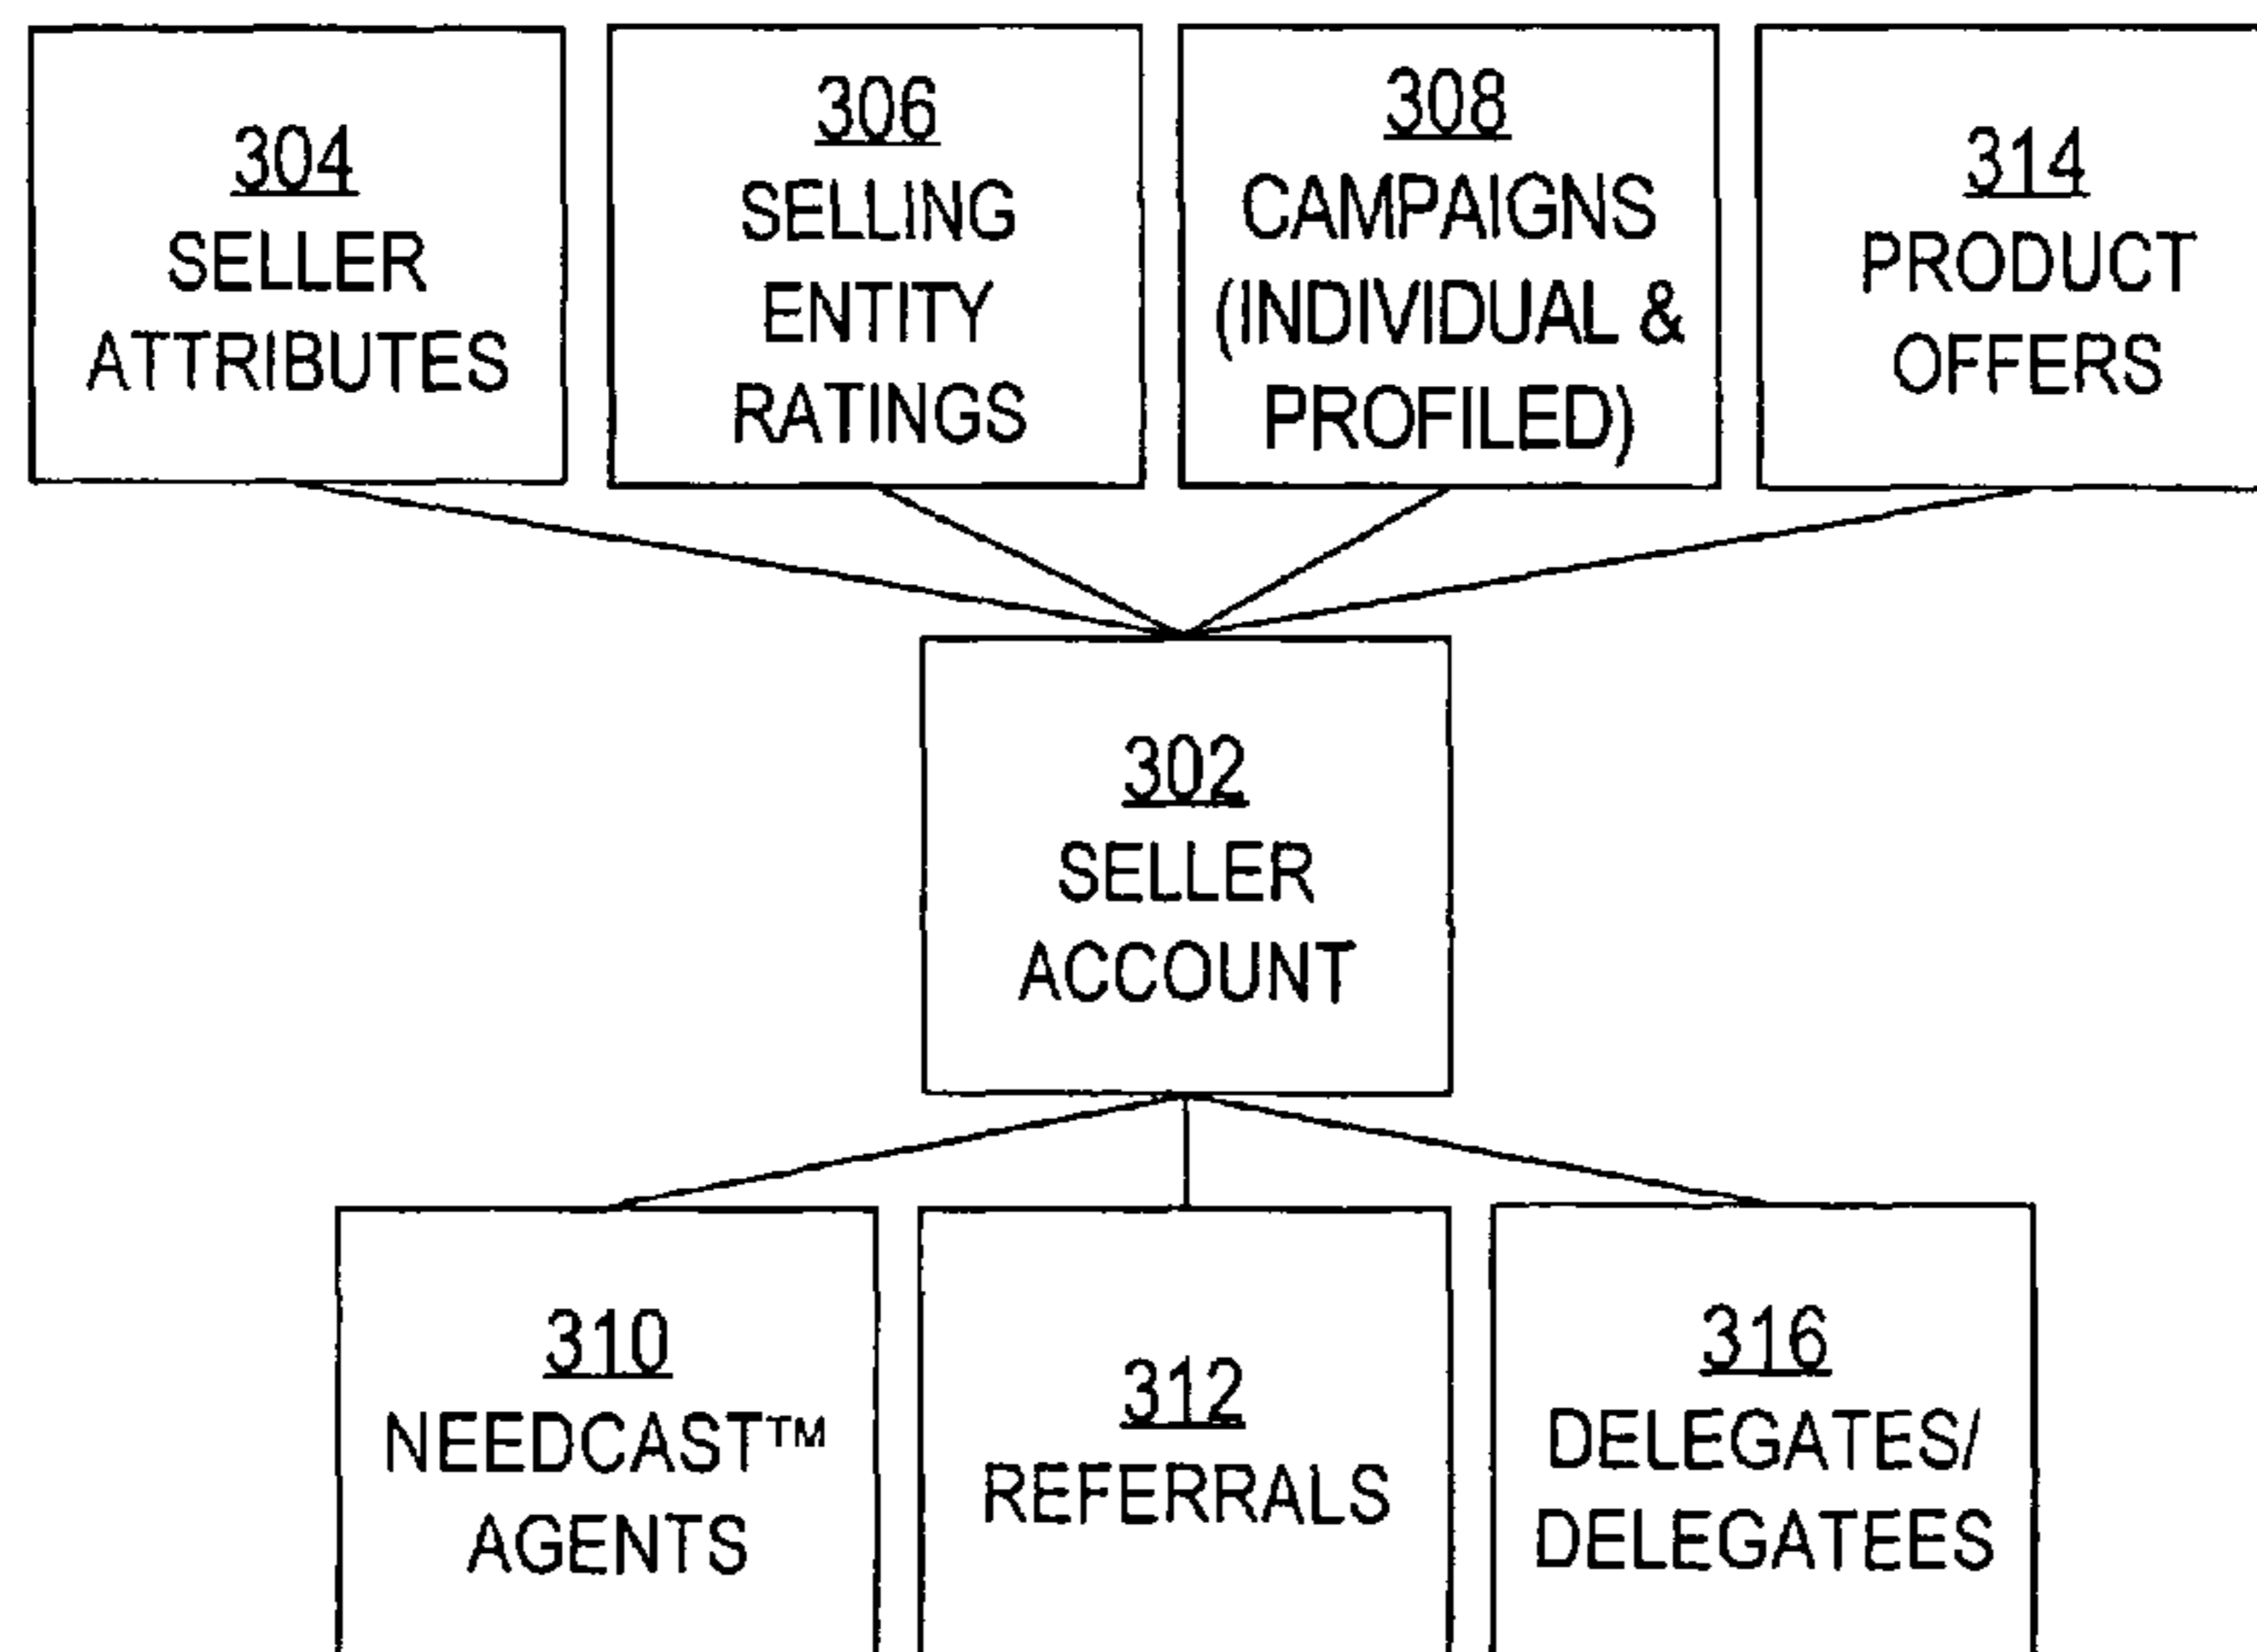 304
SELLER
ATTRIBUTES
306
SELLING
ENTITY
RATINGS
308
CAMPAIGNS
(INDIVIDUAL &
PROFILED)
314
PRODUCT
OFFERS
302
SELLER
ACCOUNT
310
NEEDCAST™
AGENTS
312
REFERRALS
316
DELEGATES/
DELEGATEES